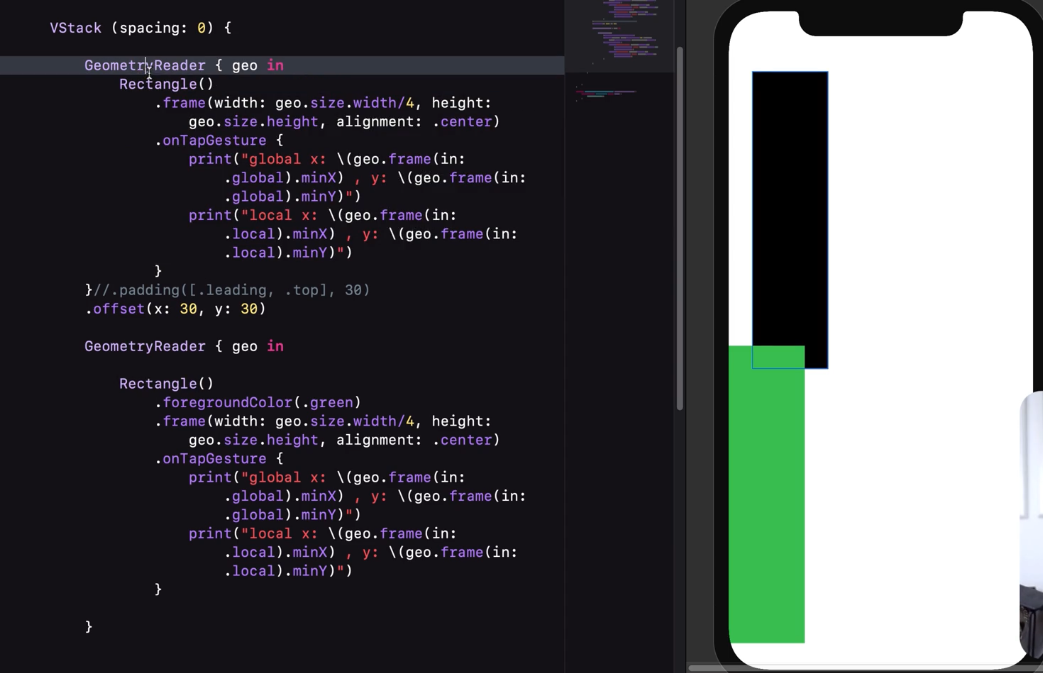 VStack (spacing: 0) {
GeometryReader { geo in
Rectangle()
.frame(width: geo.size.width/4, height:
geo.size.height, alignment: .center)
.onTapGesture {
print("global x: \(geo.frame(in:
.global).minX) , y: \(geo.frame(in:
.global).minY)")
print("local x: \(geo.frame(in:
.local).minX) , y: \(geo.frame(in:
.local).minY)")
}
}//.padding([.leading, .top], 30)
.offset(x: 30, y: 30)
GeometryReader { geo in
Rectangle()
.foregroundColor(.green)
.frame(width: geo.size.width/4, height:
geo.size.height, alignment: .center)
.onTapGesture {
print("global x: \(geo.frame(in:
.global).minX) , y: \(geo.frame(in:
.global).minY)")
print("local x: \(geo.frame(in:
.local).minX) , y: \(geo.frame(in:
.local).minY)")
}
}